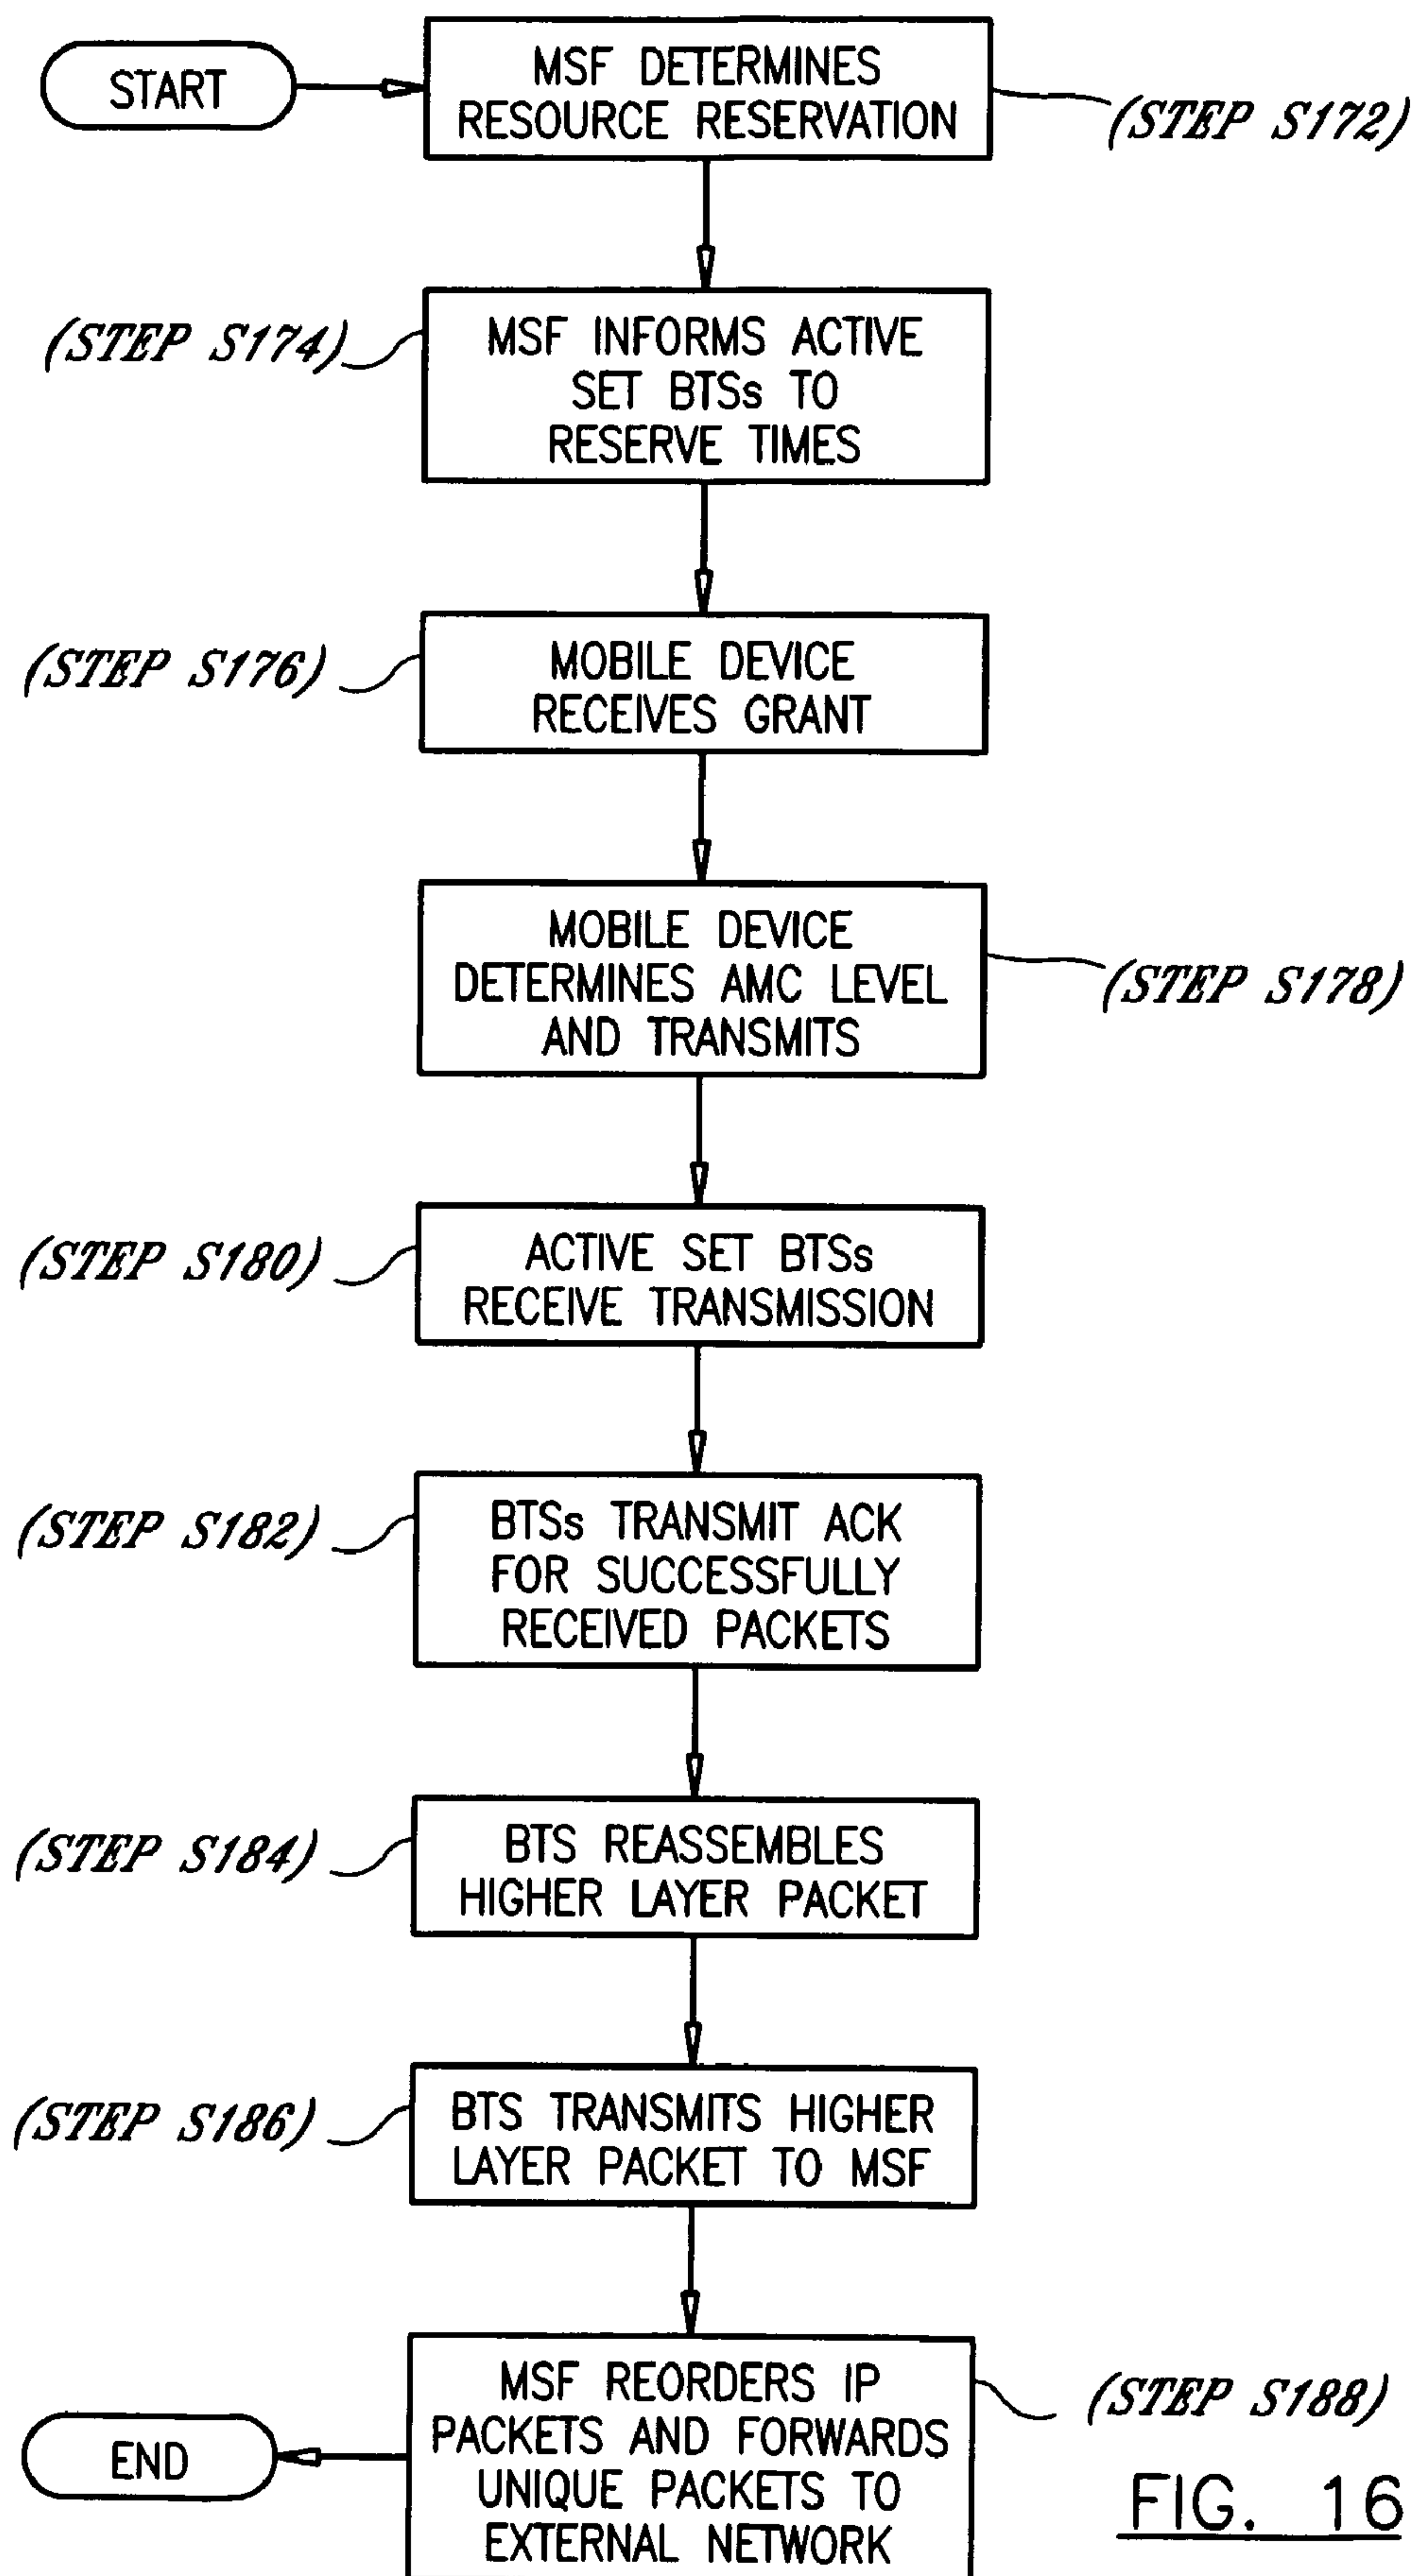 START
MSF DETERMINES
RESOURCE RESERVATION
(STEP S172)
(STEP S174)
MSF INFORMS ACTIVE
SET BTSs TO
RESERVE TIMES
(STEP S176)
MOBILE DEVICE
RECEIVES GRANT
MOBILE DEVICE
DETERMINES AMC LEVEL
AND TRANSMITS
(STEP S178)
(STEP S180)
ACTIVE SET BTSs
RECEIVE TRANSMISSION
(STEP S182)
BTSs TRANSMIT ACK
FOR SUCCESSFULLY
RECEIVED PACKETS
(STEP S184)
BTS REASSEMBLES
HIGHER LAYER PACKET
(STEP S186)
BTS TRANSMITS HIGHER
LAYER PACKET TO MSF
MSF REORDERS IP
PACKETS AND FORWARDS
UNIQUE PACKETS TO
EXTERNAL NETWORK
(STEP S188)
END
FIG. 16